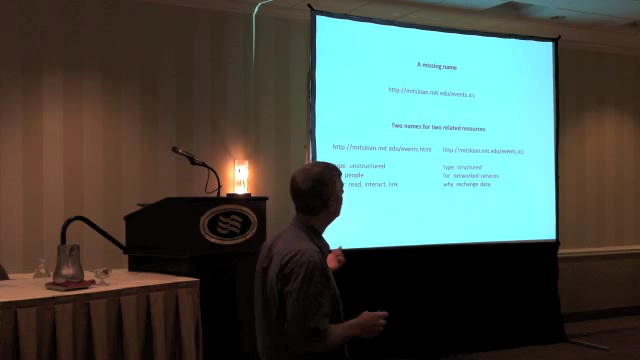 A missing name
http://mitsloan.mit.edu/events.ics
Two names for two related resources
http://mitsloan.mit.edu/events.html
http://mitsloan.mit.edu/events.ics
type: unstructured
people
read, interact, link
type: structured
for: networked services
why: exchange data